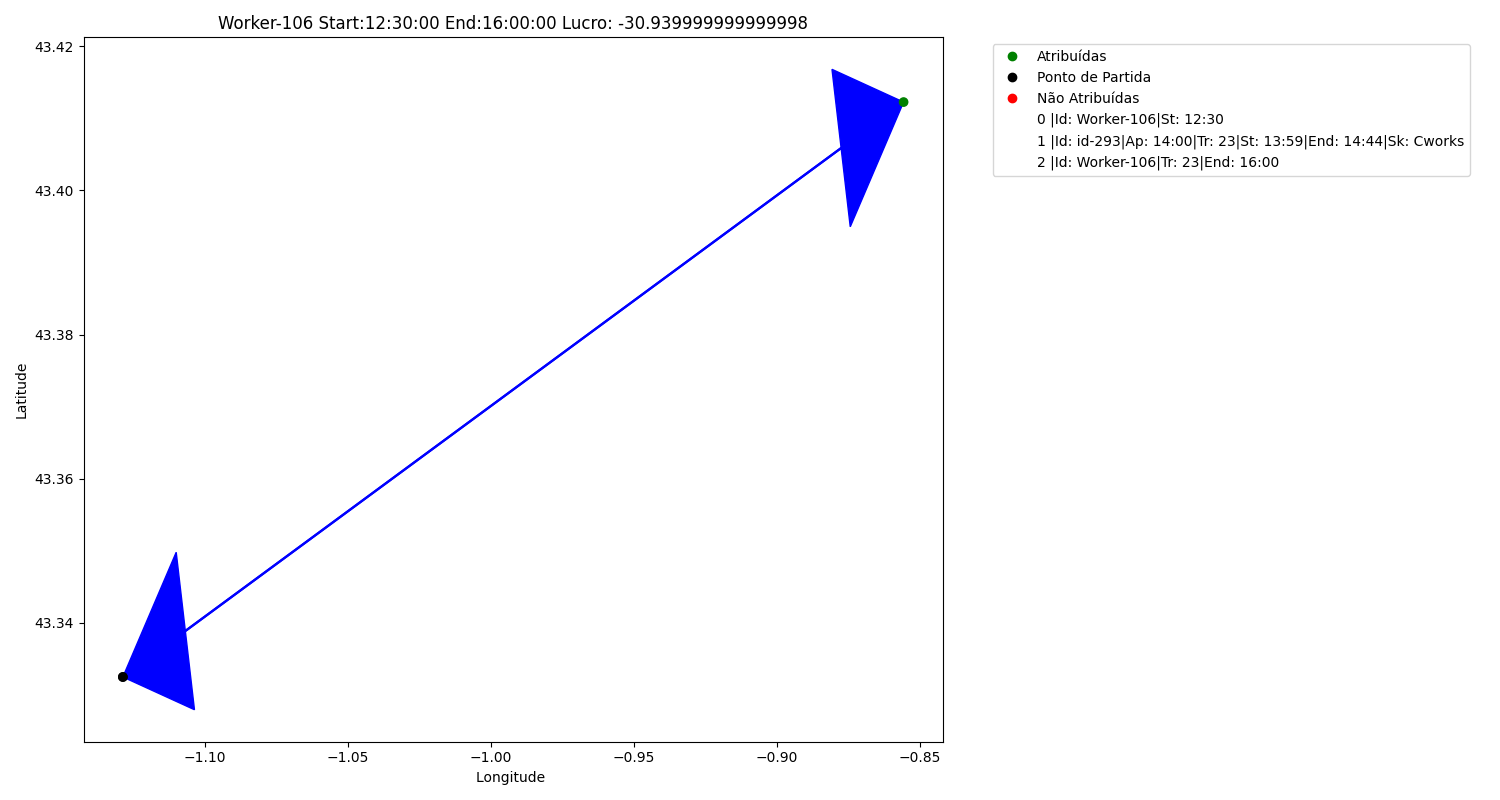 Worker-106 Start:12:30:00 End:16:00:00 Lucro: -30.939999999999998
43.42
43.40
43.38
43.36
43.34
Latitude
−1.10
−1.05
−1.00
−0.95
−0.90
−0.85
Longitude
Atribuídas
Ponto de Partida
Não Atribuídas
0 |Id: Worker-106|St: 12:30
1 |Id: id-293|Ap: 14:00|Tr: 23|St: 13:59|End: 14:44|Sk: Cworks
2 |Id: Worker-106|Tr: 23|End: 16:00